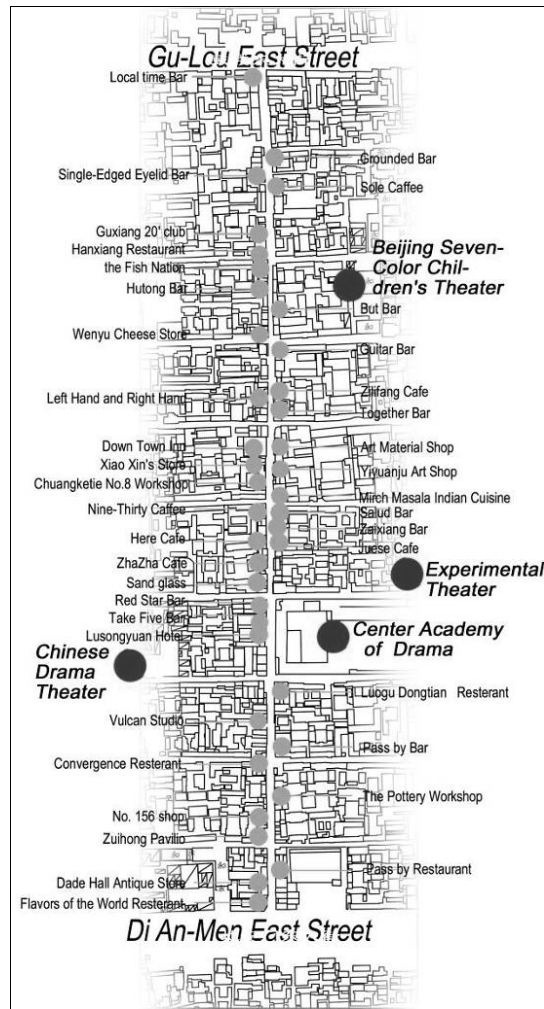 Gu-Lou East Street
Local time Bar
Grounded Bar
Single-Edged Eyelid Bar
Sole Caffee
Guxiang 20' club
Hanxiang Restaurant
the Fish Nation
Hutong Bar
Beijing Seven-
Color Chil-
dren's Theater
But Bar
Wenyu Cheese Store
Guitar Bar
Left Hand and Right Hand
Zilifang Cafe
Together Bar
Down Town Inn
Xiao Xin's Store
Chuangketie No.8 Workshop
Art Material Shop
Yiyuanju Art Shop
Mirch Masala Indian Cuisine
Nine-Thirty Caffee
Salud Bar
Zaixiang Bar
Here Cafe
Juese Cafe
ZhaZha Cafe
Sand glass
Experimental
Theater
Red Star Bar
Take Five Bar
Lusongyuan Hotel
Center Academy
of Drama
Chinese
Drama
Theater
Luogu Dongtian Resterant
Vulcan Studio
Pass by Bar
Convergence Resterant
The Pottery Workshop
No. 156 shop
Zuihong Pavilio
Pass by Restaurant
Dade Hall Antique Store
Flavors of the World Resterant
Di An-Men East Street